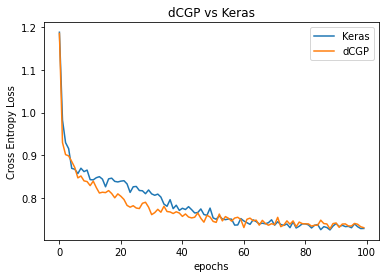 dCGP vs Keras
Keras
dCGP
Cross Entropy Loss
1.2
1.1
1.0
0.9
0.8
0 20 40 60 80 100
epochs